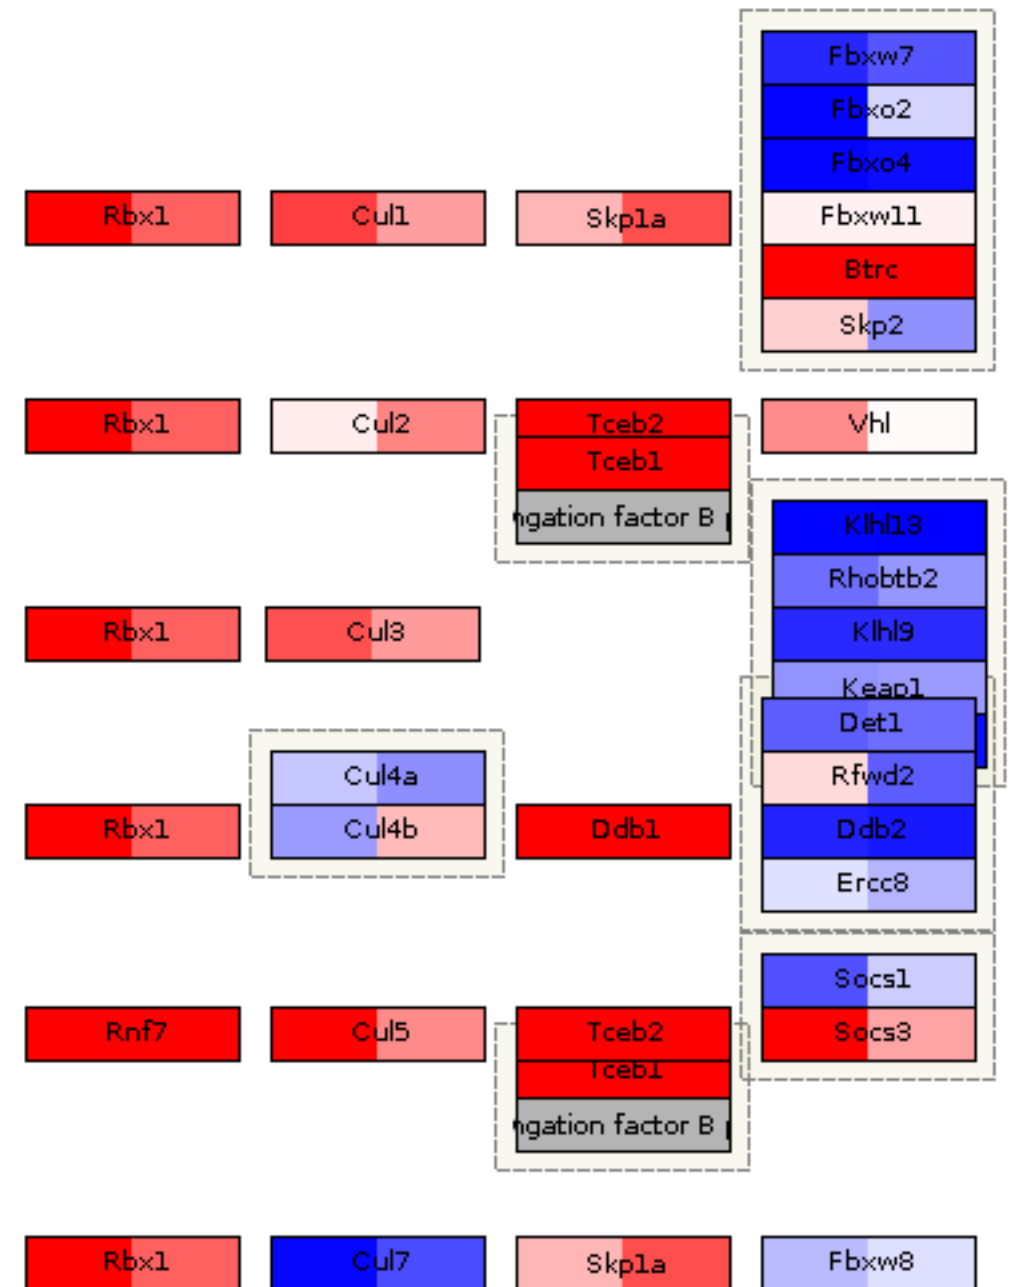 Fbxw7
Fbxo2
Fbxo4
Rbx1 Cul1 Skp1a Fbxw11
Btrc
Skp2
Rbx1 Cul2 Tceb2 Vhl
Tceb1
ngation factor B
Klhl13
Rhobtb2
Rbx1 Cul3 Klhl9
Keap1
Det1
Cul4a Rfwd2
Rbx1 Cul4b Ddb1 Ddb2
Ercc8
Socs1
Rnf7 Cul5 Tceb2 Socs3
Tceb1
ngation factor B
Rbx1 Cul7 Skp1a Fbxw8